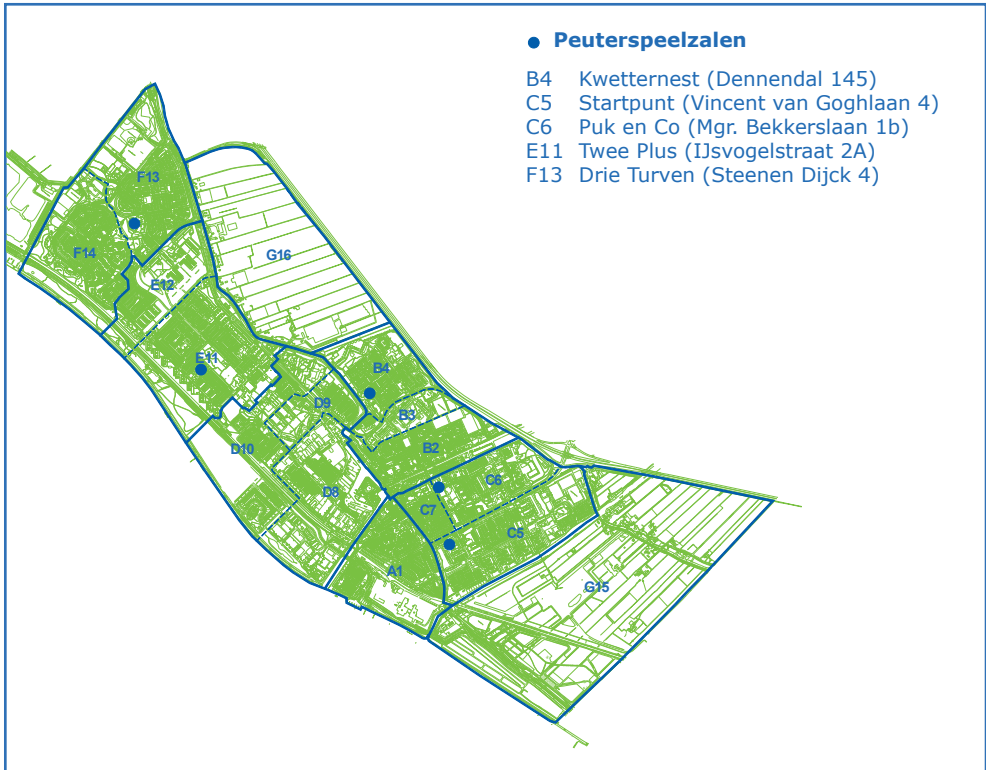 Peuterspeelzalen
B4 Kwetternest (Dennendal 145)
C5 Startpunt (Vincent van Goghlaan 4)
C6 Puk en Co (Mgr. Bekkerslaan 1b)
E11 Twee Plus (IJsvogelstraat 2A)
F13 Drie Turven (Steenen Dijck 4)
F13
F14
G16
E12
E11
B4
D9
B3
D10
B2
D8
C6
C7
C5
A1
G15